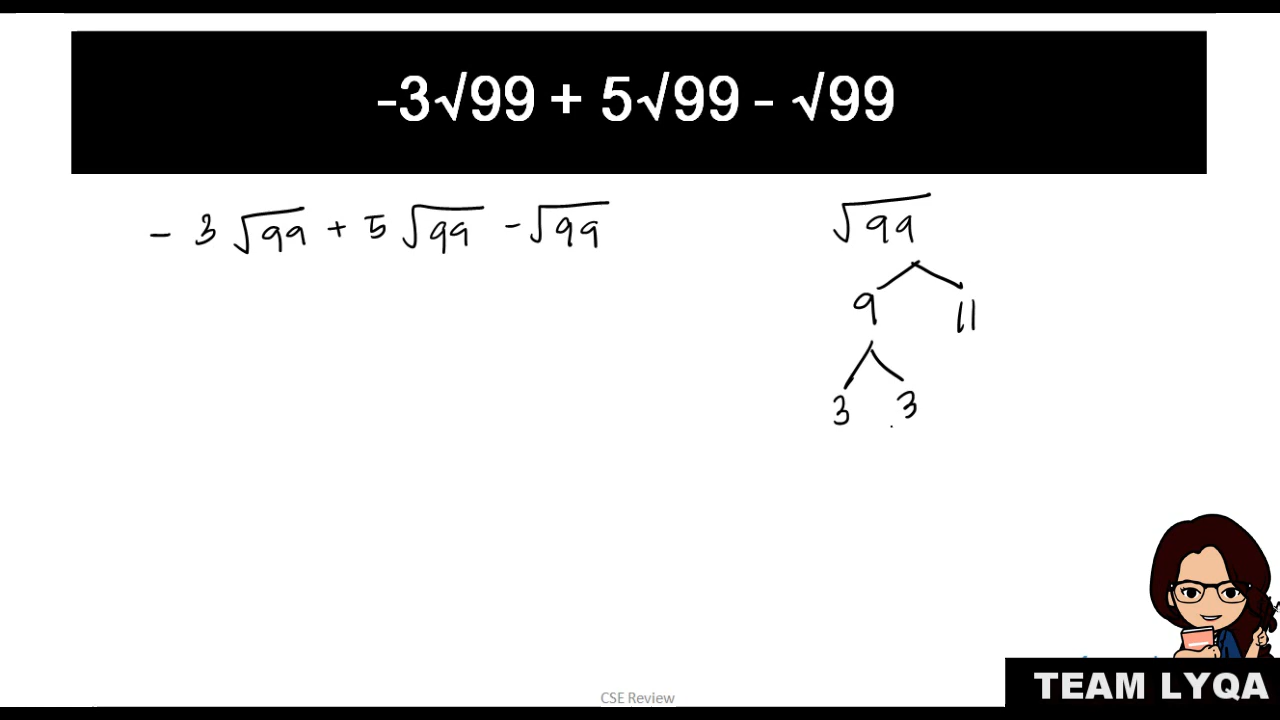 -3√99 + 5√99 - √99
- 3 √99 + 5 √99 - √99
√99
9 11
3 3
CSE Review
TEAM LYQA